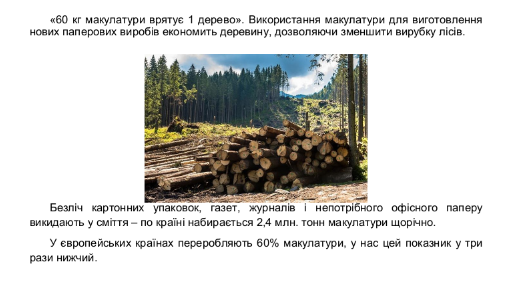 «60 кг макулатури врятує 1 дерево». Використання макулатури для виготовлення
нових паперових виробів економить деревину, дозволяючи зменшити вирубку лісів.
Безліч картонних упаковок, газет, журналів і непотрібного офісного паперу
викидають у сміття – по країні набирається 2,4 млн. тонн макулатури щорічно.
У європейських країнах переробляють 60% макулатури, у нас цей показник у три
рази нижчий.